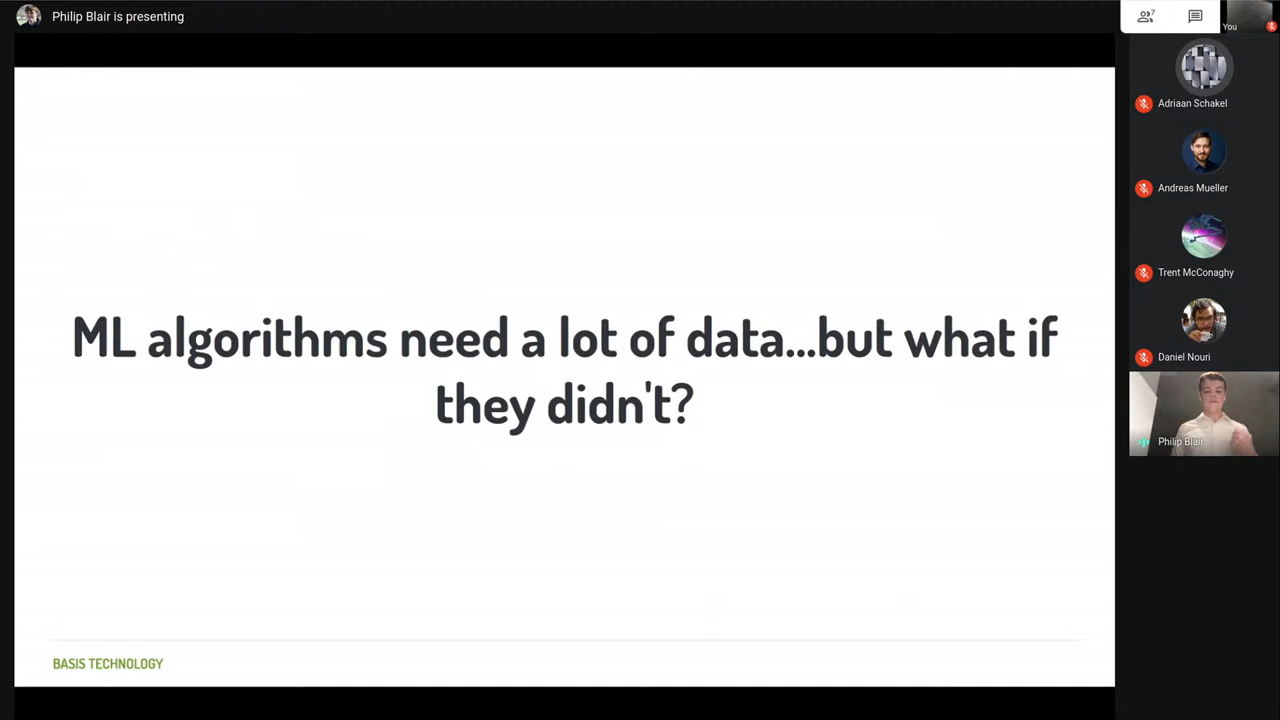 Philip Blair is presenting
7
You
Adriaan Schakel
Andreas Mueller
Trent McConaghy
Daniel Nouri
Philip Blair
ML algorithms need a lot of data...but what if
they didn't?
BASIS TECHNOLOGY